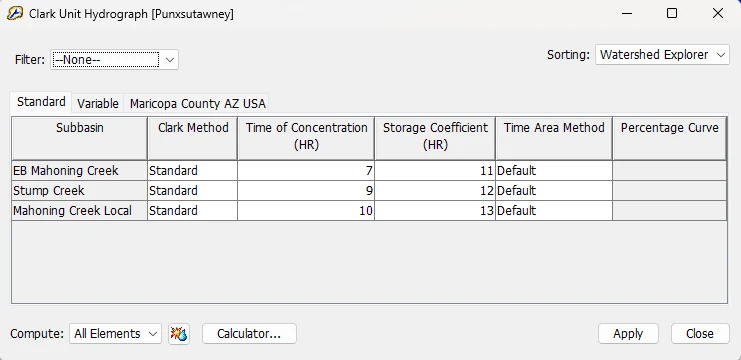 Clark Unit Hydrograph [Punxsutawney]
Filter: --None-- Sorting: Watershed Explorer
Standard Variable Maricopa County AZ USA
Subbasin Clark Method Time of Concentration Storage Coefficient Time Area Method Percentage Curve
(HR) (HR)
EB Mahoning Creek Standard 7 11 Default
Stump Creek Standard 9 12 Default
Mahoning Creek Local Standard 10 13 Default
Compute: All Elements Calculator... Apply Close